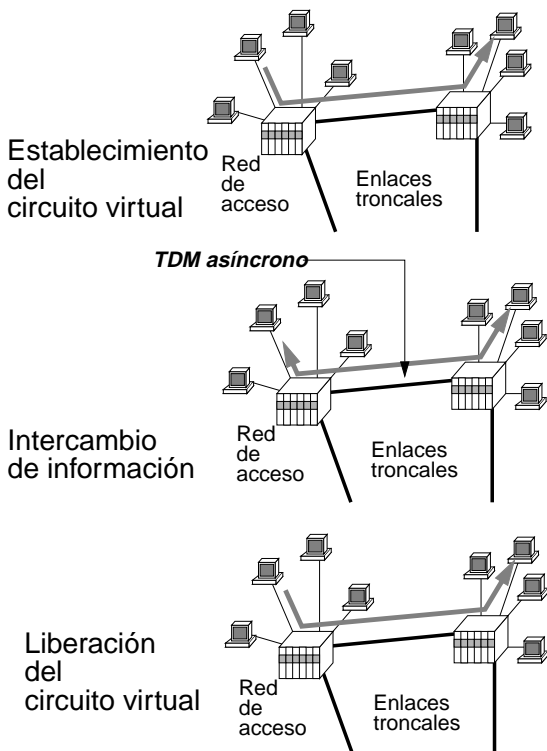 Establecimiento
del
circuito virtual
Red
de
acceso
Enlaces
troncales
TDM asíncrono
Intercambio
de información
Red
de
acceso
Enlaces
troncales
Liberación
del
circuito virtual
Red
de
acceso
Enlaces
troncales